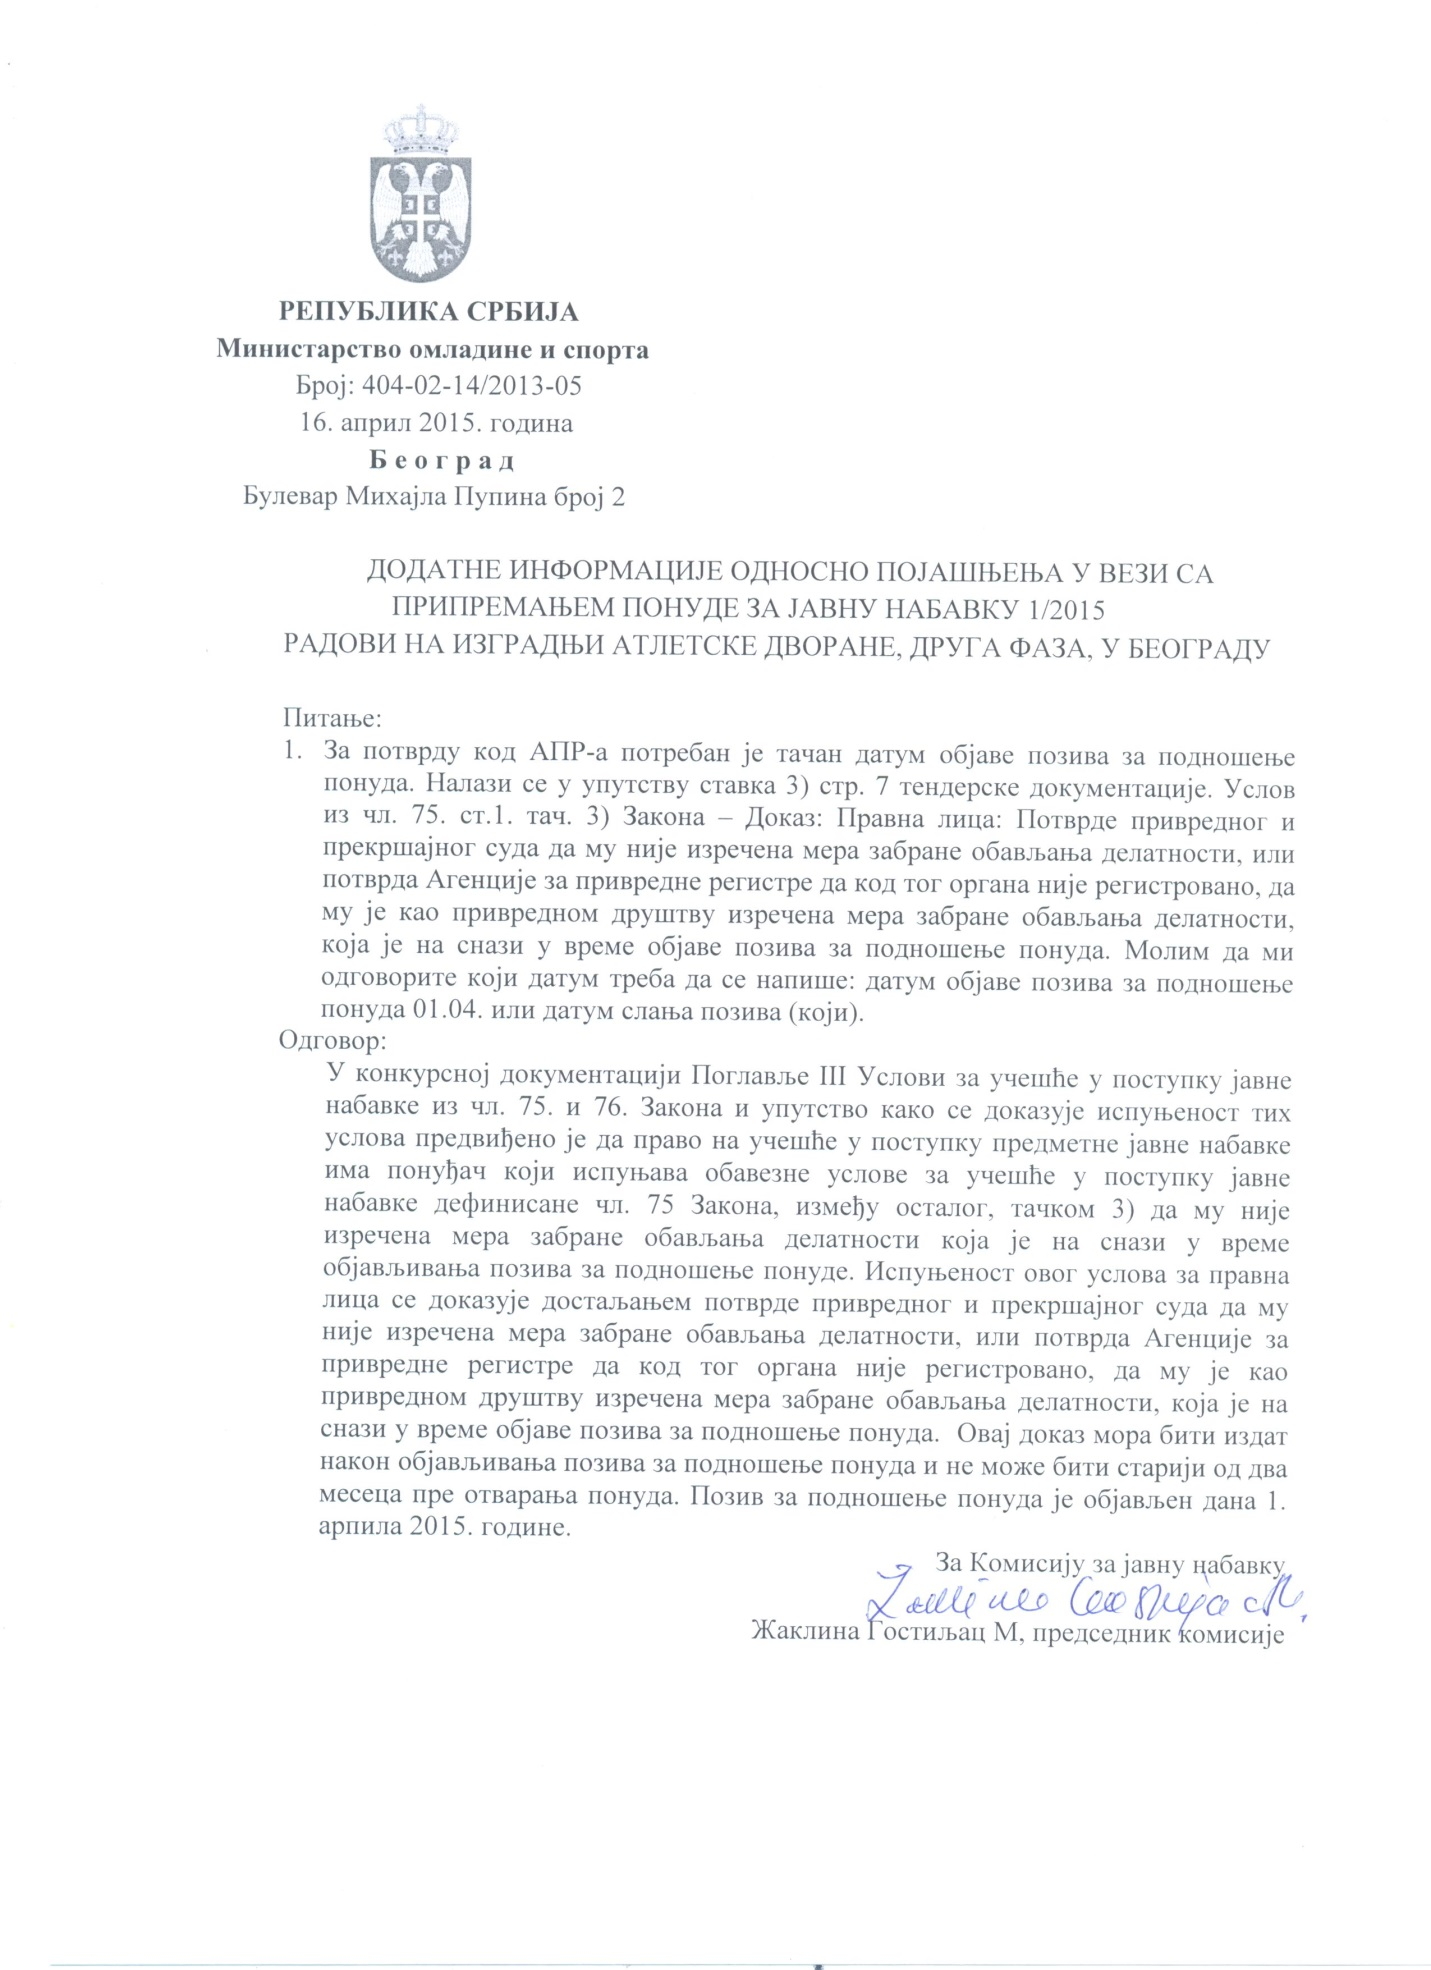 РЕПУБЛИКА СРБИЈА
Министарство омладине и спорта
Број: 404-02-14/2013-05
16. април 2015. година
Б е о г р а д
Булевар Михајла Пупина број 2
ДОДАТНЕ ИНФОРМАЦИЈЕ ОДНОСНО ПОЈАШЊЕЊА У ВЕЗИ СА
ПРИПРЕМАЊЕМ ПОНУДЕ ЗА ЈАВНУ НАБАВКУ 1/2015
РАДОВИ НА ИЗГРАДЊИ АТЛЕТСКЕ ДВОРАНЕ, ДРУГА ФАЗА, У БЕОГРАДУ
Питање:
1. За потврду код АПР-а потребан је тачан датум објаве позива за подношење
понуда. Налази се у упутству ставка 3) стр. 7 тендерске документације. Услов
из чл. 75. ст.1. тач. 3) Закона – Доказ: Правна лица: Потврде привредног и
прекршајног суда да му није изречена мера забране обављања делатности, или
потврда Агенције за привредне регистре да код тог органа није регистровано, да
му је као привредном друштву изречена мера забране обављања делатности,
која је на снази у време објаве позива за подношење понуда. Молим да ми
одговорите који датум треба да се напише: датум објаве позива за подношење
понуда 01.04. или датум слања позива (који).
Одговор:
У конкурсној документацији Поглавље III Услови за учешће у поступку јавне
набавке из чл. 75. и 76. Закона и упутство како се доказује испуњеност тих
услова предвиђено је да право на учешће у поступку предметне јавне набавке
има понуђач који испуњава обавезне услове за учешће у поступку јавне
набавке дефинисане чл. 75 Закона, између осталог, тачком 3) да му није
изречена мера забране обављања делатности која је на снази у време
објављивања позива за подношење понуде. Испуњеност овог услова за правна
лица се доказује достаљањем потврде привредног и прекршајног суда да му
није изречена мера забране обављања делатности, или потврда Агенције за
привредне регистре да код тог органа није регистровано, да му је као
привредном друштву изречена мера забране обављања делатности, која је на
снази у време објаве позива за подношење понуда. Овај доказ мора бити издат
након објављивања позива за подношење понуда и не може бити старији од два
месеца пре отварања понуда. Позив за подношење понуда је објављен дана 1.
арпила 2015. године.
За Комисију за јавну набавку
Жаклина Гостиљац М, председник комисије